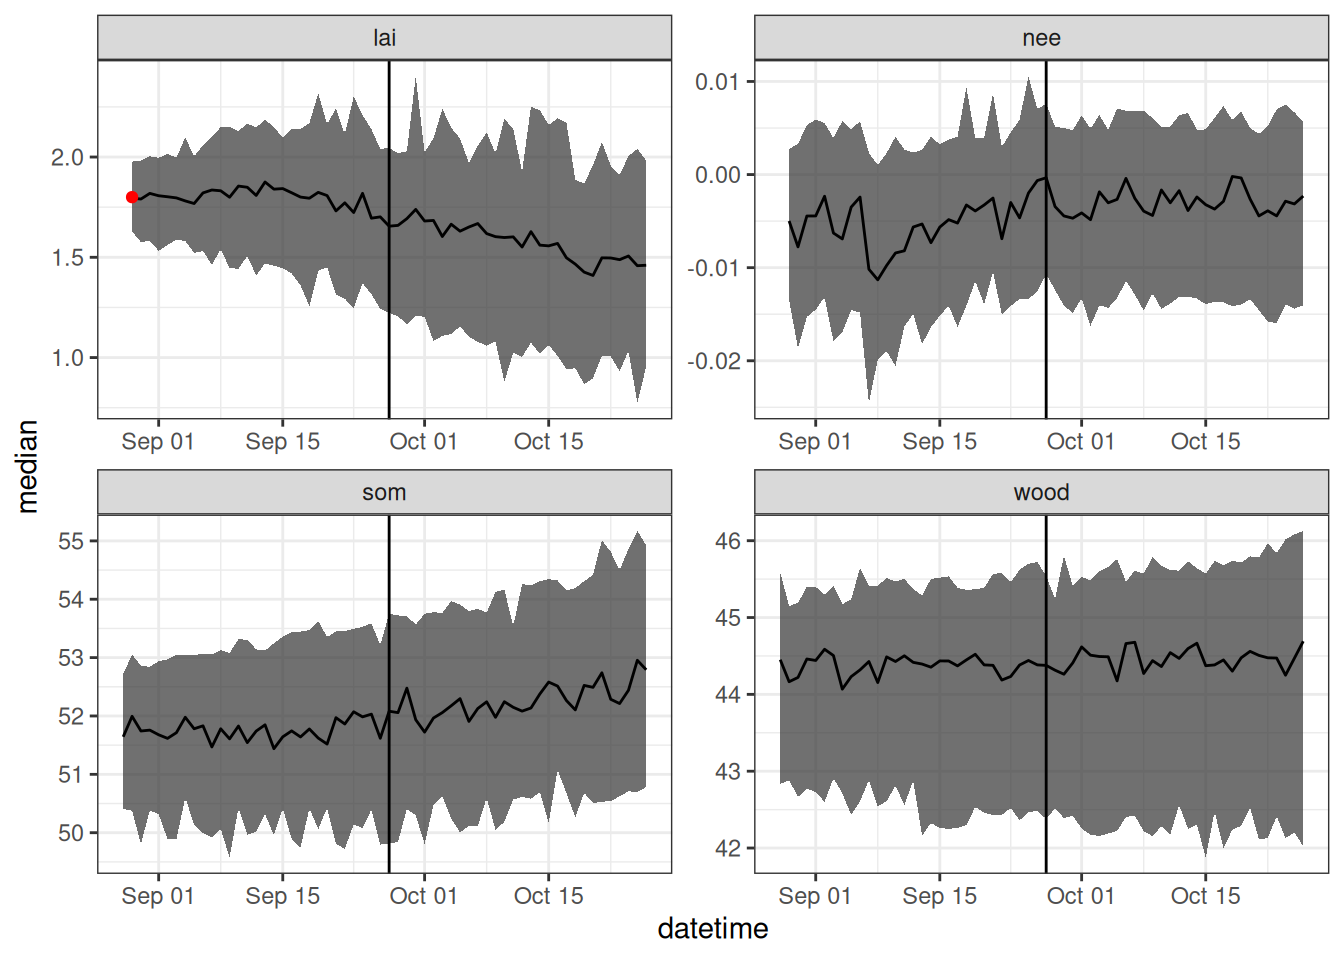 lai
nee
2.0
1.5
1.0
0.01
0.00
-0.01
-0.02
Sep 01 Sep 15 Oct 01 Oct 15
Sep 01 Sep 15 Oct 01 Oct 15
median
som
wood
55
54
53
52
51
50
46
45
44
43
42
Sep 01 Sep 15 Oct 01 Oct 15
Sep 01 Sep 15 Oct 01 Oct 15
datetime